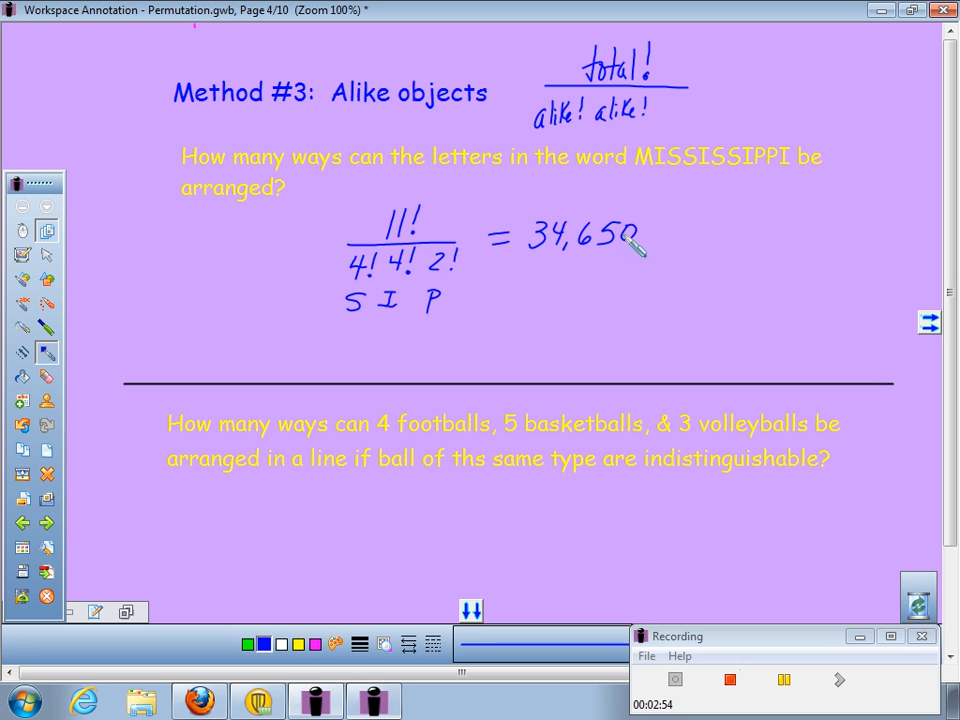 Workspace Annotation - Permutation.gwb, Page 4/10 (Zoom 100%) *
Method #3: Alike objects
total!
alike! alike!
How many ways can the letters in the word MISSISSIPPI be
arranged?
11!
4! 4! 2!
= 34,650
S I P
How many ways can 4 footballs, 5 basketballs, & 3 volleyballs be
arranged in a line if ball of ths same type are indistinguishable?
Recording
File Help
00:02:54